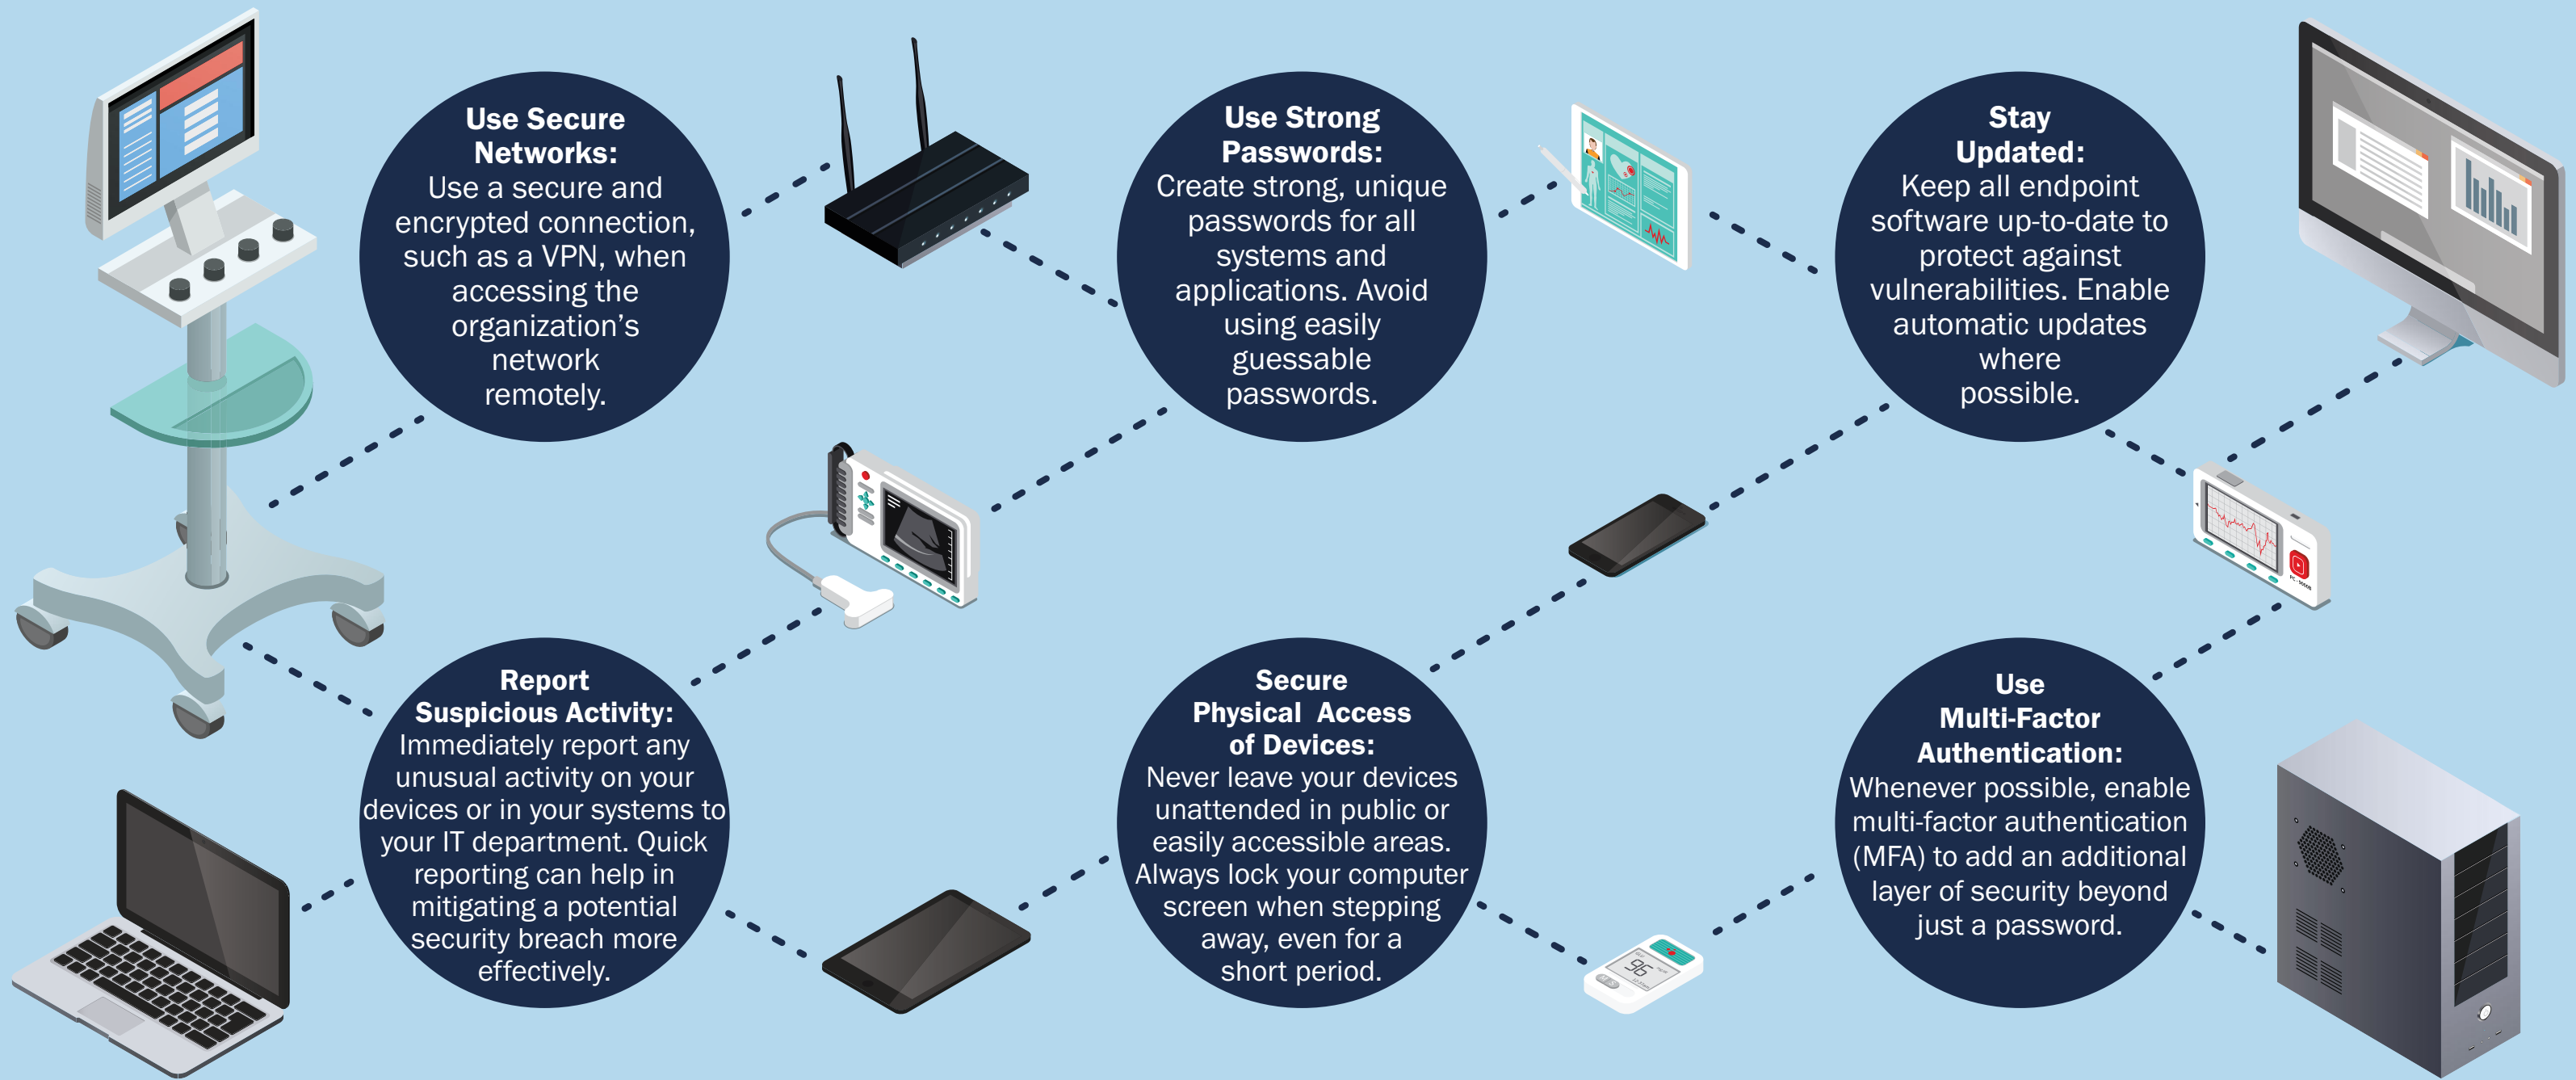 Use Secure
Networks:
Use a secure and
encrypted connection,
such as a VPN, when
accessing the
organization's
network
remotely.
Use Strong
Passwords:
Create strong, unique
passwords for all
systems and
applications. Avoid
using easily
guessable
passwords.
Stay
Updated:
Keep all endpoint
software up-to-date to
protect against
vulnerabilities. Enable
automatic updates
where
possible.
Report
Suspicious Activity:
Immediately report any
unusual activity on your
devices or in your systems to
your IT department. Quick
reporting can help in
mitigating a potential
security breach more
effectively.
Secure
Physical Access
of Devices:
Never leave your devices
unattended in public or
easily accessible areas.
Always lock your computer
screen when stepping
away, even for a
short period.
96
Use
Multi-Factor
Authentication:
Whenever possible, enable
multi-factor authentication
(MFA) to add an additional
layer of security beyond
just a password.